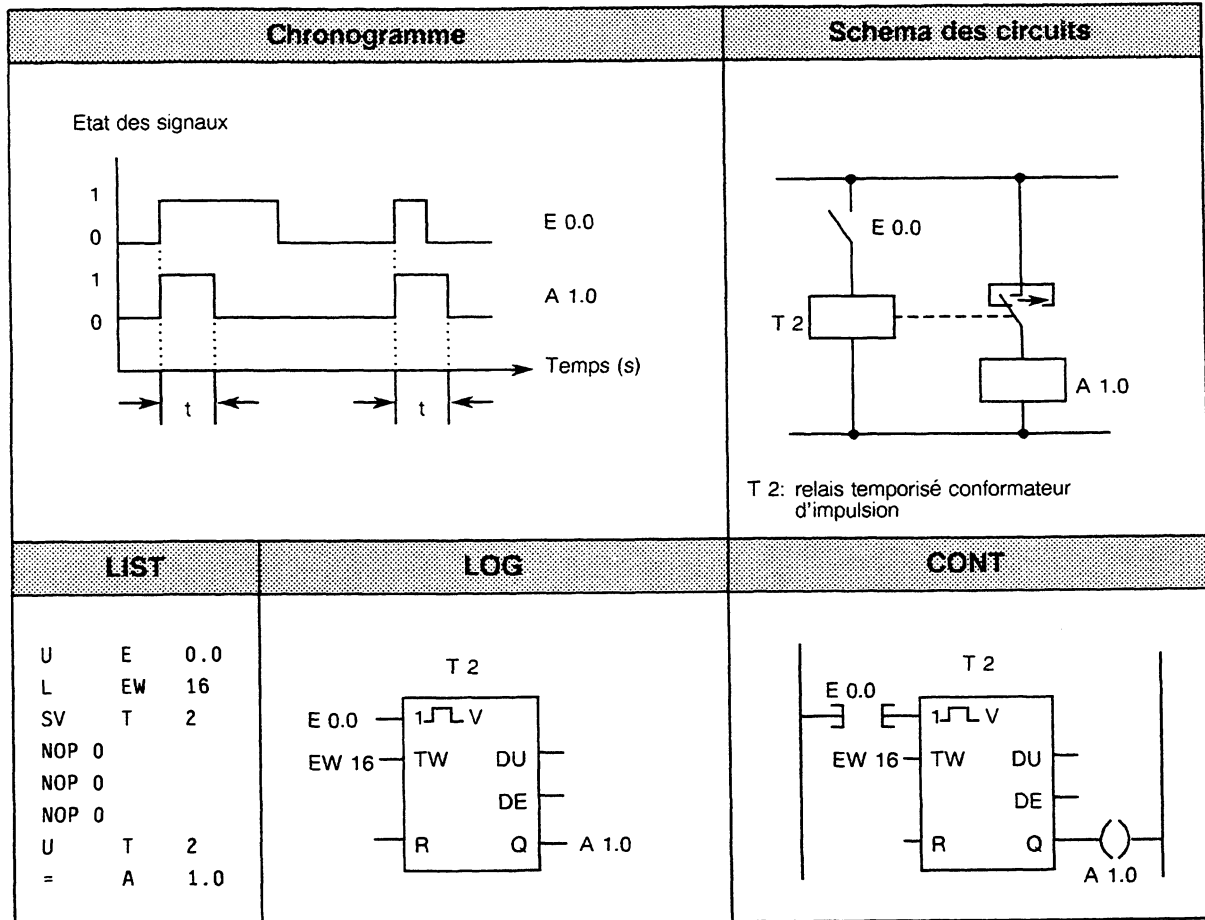 Chronogramme
Schéma des circuits
Etat des signaux
1
0
E 0.0
1
0
A 1.0
Temps (s)
t
t
E 0.0
T 2
A 1.0
T 2: relais temporisé conformateur
d'impulsion
LIST
LOG
CONT
U E 0.0
L EW 16
SV T 2
NOP 0
NOP 0
NOP 0
U T 2
= A 1.0
T 2
E 0.0 1 V
EW 16 TW DU
DE
R Q A 1.0
T 2
E 0.0
1 V
EW 16 TW DU
DE
R Q
A 1.0